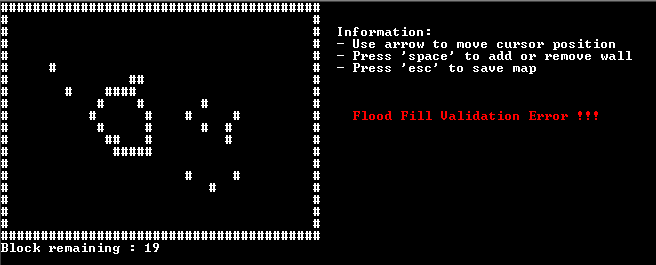 ########################################
#                                      #
#                                      #  Information:
#                                      #  - Use arrow to move cursor position
#                                      #  - Press 'space' to add or remove wall
#     #                                #  - Press 'esc' to save map
#               ##                     #
#       #    ####                      #
#           #    #       #             #
#          #      #    #     #         #    Flood Fill Validation Error !!!
#           #     #      #  #          #
#            ##   #         #          #
#             #####                    #
#                                      #
#                      #     #         #
#                         #            #
#                                      #
#                                      #
#                                      #
########################################
Block remaining : 19